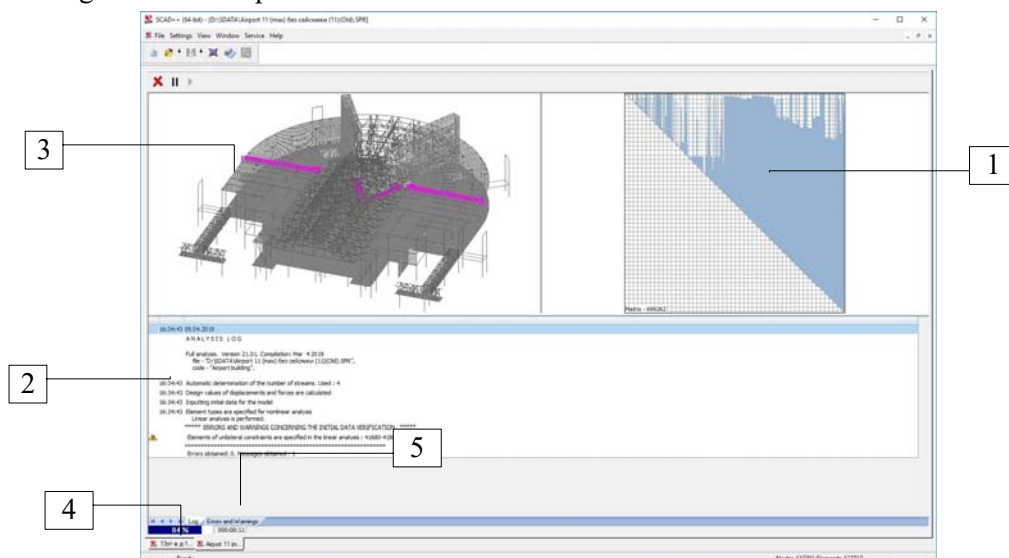 SCAD++ (64-bit) - [D:\SDATA\Airport 11 (max) без сейсмики (11)(Old).SPR]
File Settings View Window Service Help
3
1
Matrix - 699262
16:34:43 09.04.2019
ANALYSIS LOG
Full analysis. Version 21.01. Compilation: Mar 4 2019
file - "D:\SDATA\Airport 11 (max) без сейсмики (11)(Old).SPR",
code - "Airport building".
2
16:34:43 Automatic determination of the number of streams. Used : 4
16:34:43 Design values of displacements and forces are calculated
16:34:43 Inputting initial data for the model
16:34:43 Element types are specified for nonlinear analysis
Linear analysis is performed.
***** ERRORS AND WARNINGS CONCERNING THE INITIAL DATA VERIFICATION *****
Elements of unilateral constraints are specified in the linear analysis : 41680-
5
Errors obtained: 0. Messages obtained : 1
4
Log Errors and Warnings
84 % 000:00:11
Airport 11 (m...